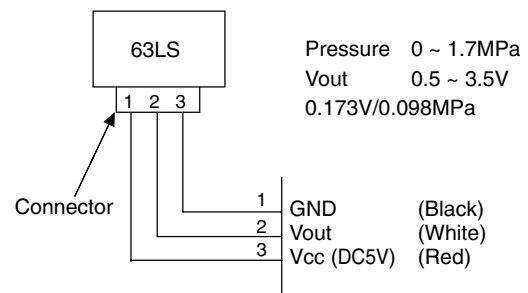 63LS
1 2 3
Connector
Pressure 0 ~ 1.7MPa
Vout 0.5 ~ 3.5V
0.173V/0.098MPa
1 GND (Black)
2 Vout (White)
3 Vcc (DC5V) (Red)